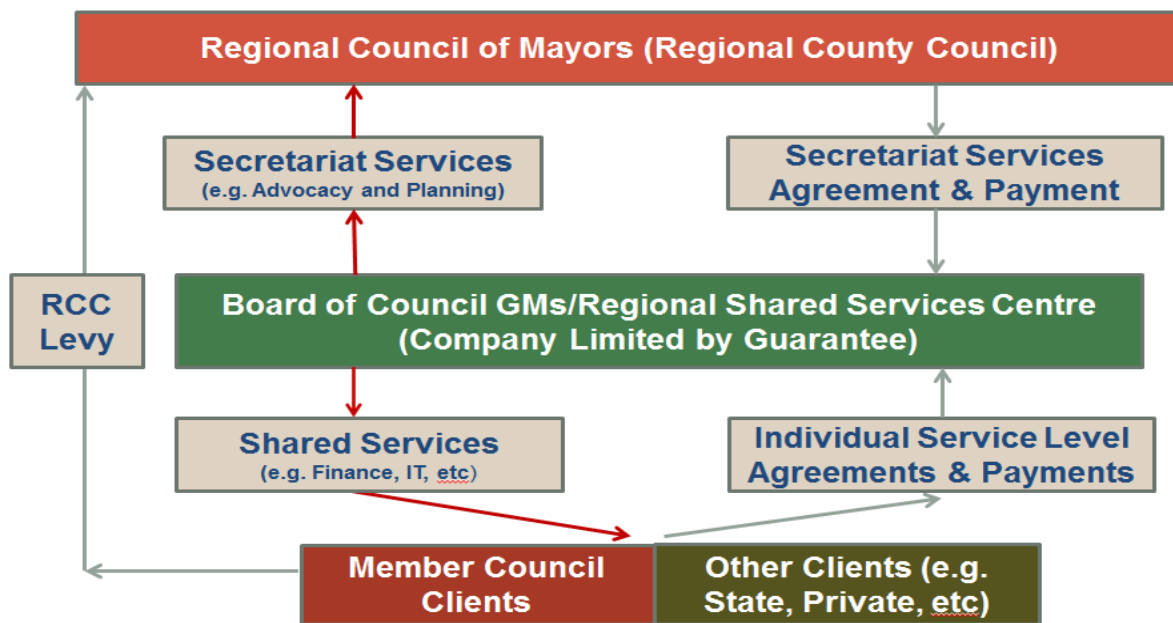 Regional Council of Mayors (Regional County Council)
Secretariat Services
(e.g. Advocacy and Planning)
Secretariat Services
Agreement & Payment
RCC
Levy
Board of Council GMs/Regional Shared Services Centre
(Company Limited by Guarantee)
Shared Services
(e.g. Finance, IT, etc)
Individual Service Level
Agreements & Payments
Member Council
Clients
Other Clients (e.g.
State, Private, etc)